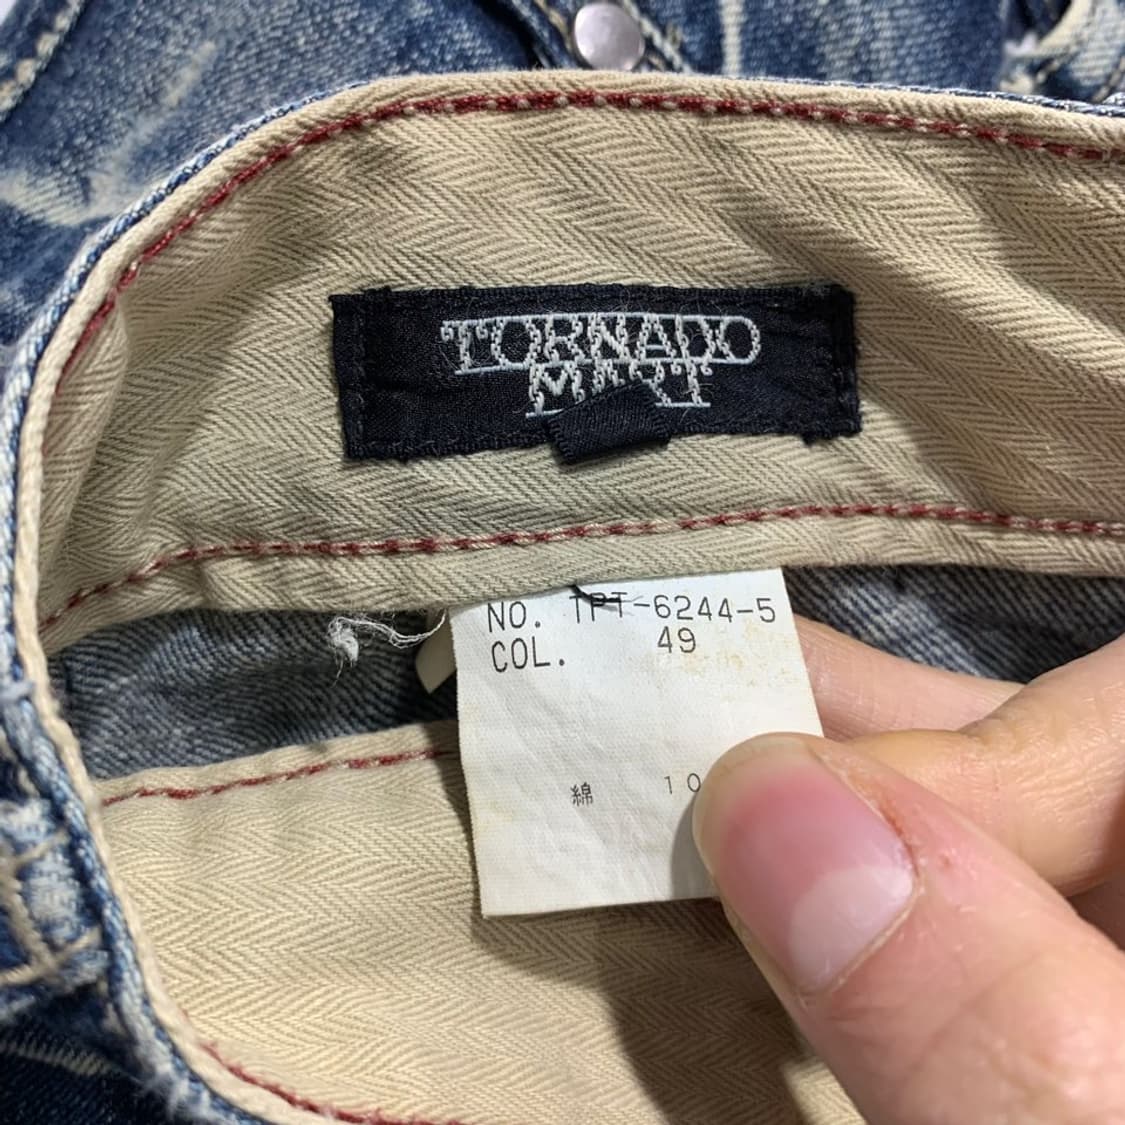 TORNADO
MART
NO. TPT-6244-5
COL. 49
綿 10